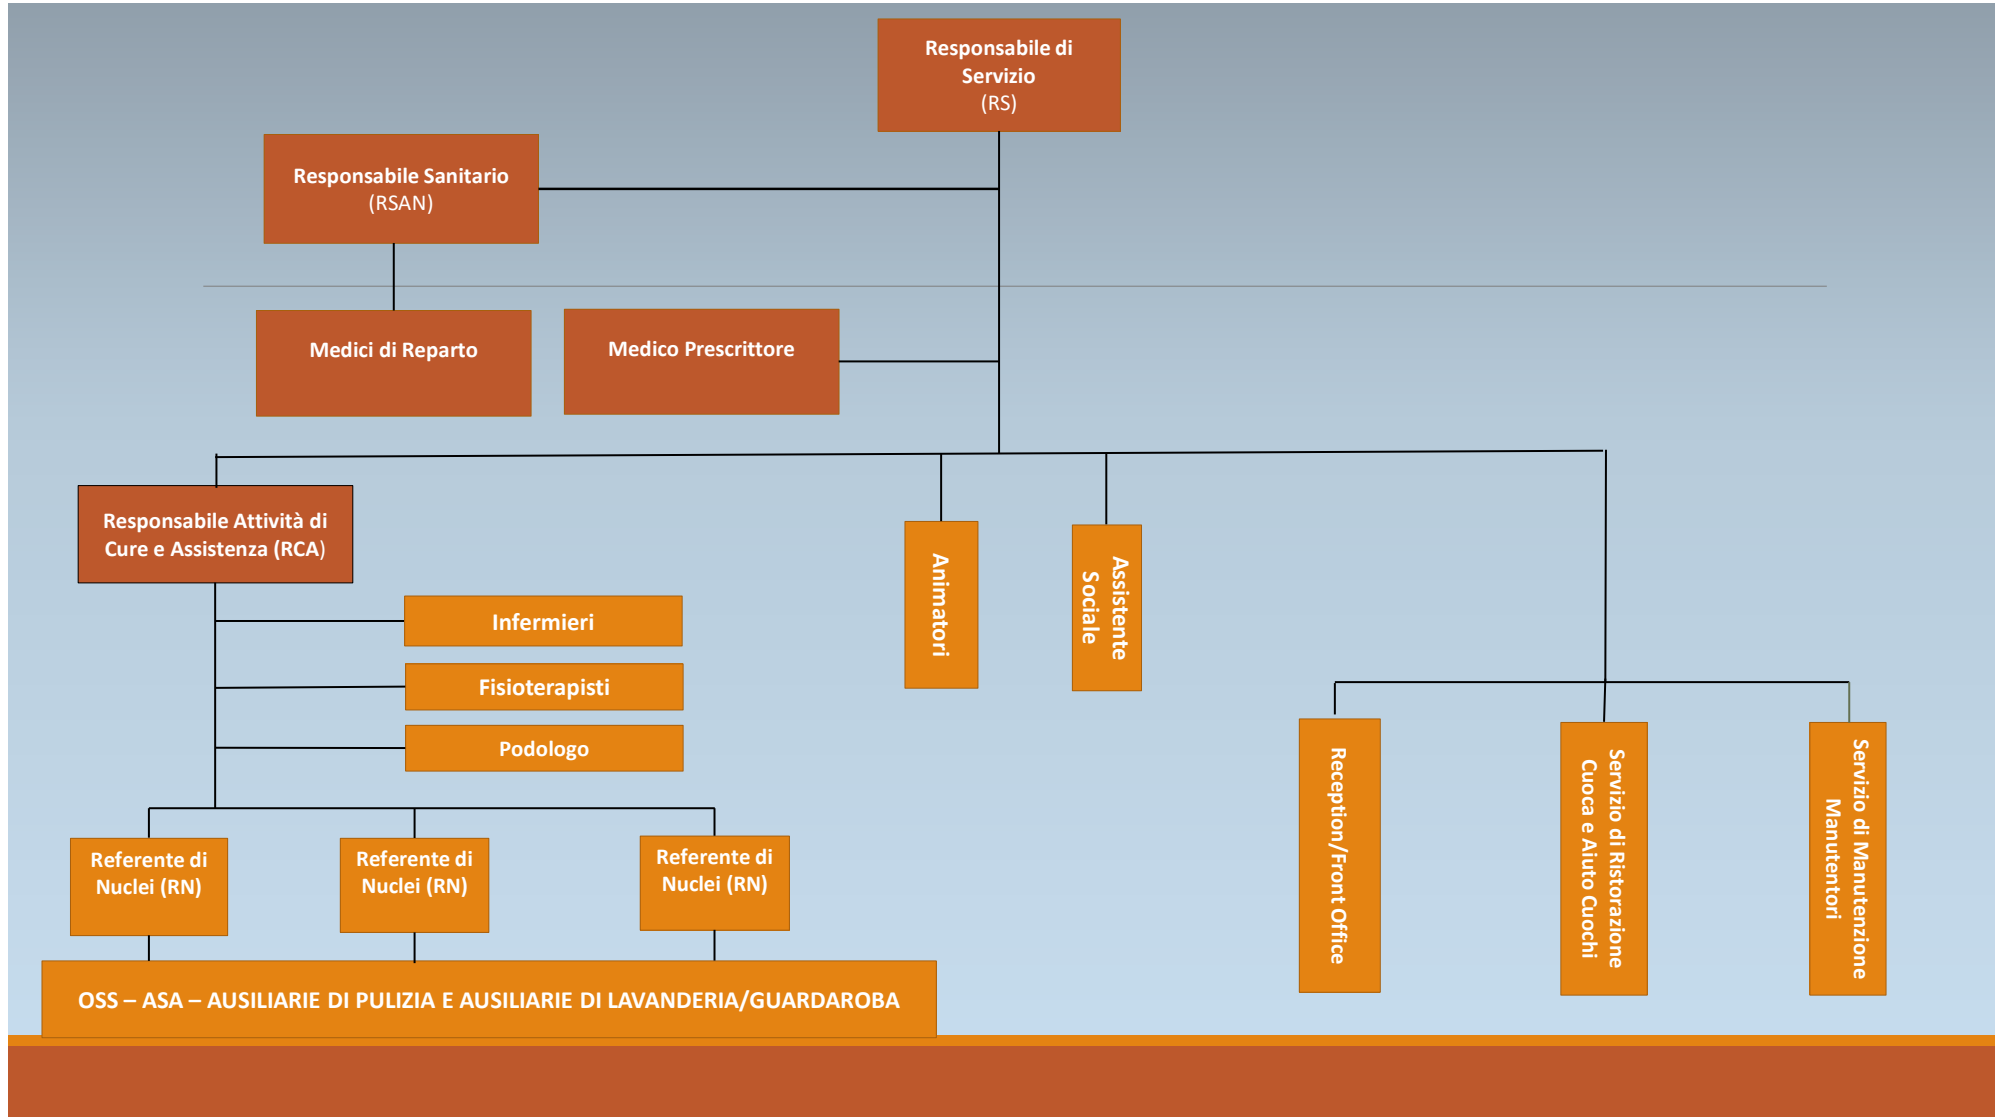 Responsabile di
Servizio
(RS)
Responsabile Sanitario
(RSAN)
Medici di Reparto
Medico Prescrittore
Responsabile Attività di
Cure e Assistenza (RCA)
Animatori
Assistente
Sociale
Infermieri
Fisioterapisti
Podologo
Reception/Front Office
Servizio di Ristorazione
Cuoca e Aiuto Cuochi
Servizio di Manutenzione
Manutentori
Referente di
Nuclei (RN)
Referente di
Nuclei (RN)
Referente di
Nuclei (RN)
OSS – ASA – AUSILIARIE DI PULIZIA E AUSILIARIE DI LAVANDERIA/GUARDAROBA